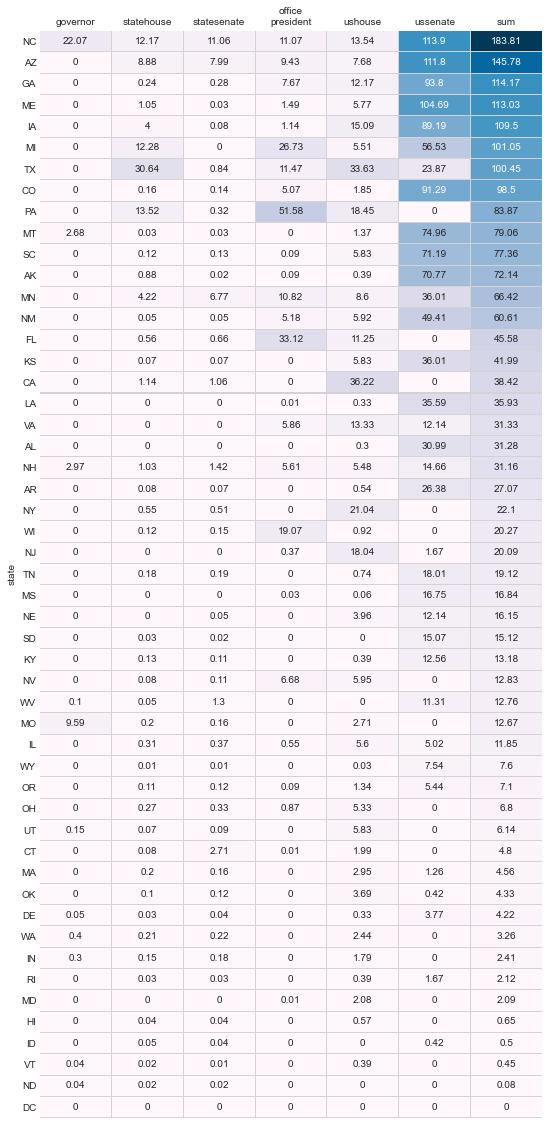 office
governor statehouse statesenate president ushouse ussenate sum
NC 22.07 12.17 11.06 11.07 13.54 113.9 183.81
AZ 0 8.88 7.99 9.43 7.68 111.8 145.78
GA 0 0.24 0.28 7.67 12.17 93.8 114.17
ME 0 1.05 0.03 1.49 5.77 104.69 113.03
IA 0 4 0.08 1.14 15.09 89.19 109.5
MI 0 12.28 0 26.73 5.51 56.53 101.05
TX 0 30.64 0.84 11.47 33.63 23.87 100.45
CO 0 0.16 0.14 5.07 1.85 91.29 98.5
PA 0 13.52 0.32 51.58 18.45 0 83.87
MT 2.68 0.03 0.03 0 1.37 74.96 79.06
SC 0 0.12 0.13 0.09 5.83 71.19 77.36
AK 0 0.88 0.02 0.09 0.39 70.77 72.14
MN 0 4.22 6.77 10.82 8.6 36.01 66.42
NM 0 0.05 0.05 5.18 5.92 49.41 60.61
FL 0 0.56 0.66 33.12 11.25 0 45.58
KS 0 0.07 0.07 0 5.83 36.01 41.99
CA 0 1.14 1.06 0 36.22 0 38.42
LA 0 0 0 0.01 0.33 35.59 35.93
VA 0 0 0 5.86 13.33 12.14 31.33
AL 0 0 0 0 0.3 30.99 31.28
NH 2.97 1.03 1.42 5.61 5.48 14.66 31.16
AR 0 0.08 0.07 0 0.54 26.38 27.07
NY 0 0.55 0.51 0 21.04 0 22.1
WI 0 0.12 0.15 19.07 0.92 0 20.27
NJ 0 0 0 0.37 18.04 1.67 20.09
state
TN 0 0.18 0.19 0 0.74 18.01 19.12
MS 0 0 0 0.03 0.06 16.75 16.84
NE 0 0 0.05 0 3.96 12.14 16.15
SD 0 0.03 0.02 0 0 15.07 15.12
KY 0 0.13 0.11 0 0.39 12.56 13.18
NV 0 0.08 0.11 6.68 5.95 0 12.83
WV 0.1 0.05 1.3 0 0 11.31 12.76
MO 9.59 0.2 0.16 0 2.71 0 12.67
IL 0 0.31 0.37 0.55 5.6 5.02 11.85
WY 0 0.01 0.01 0 0.03 7.54 7.6
OR 0 0.11 0.12 0.09 1.34 5.44 7.1
OH 0 0.27 0.33 0.87 5.33 0 6.8
UT 0.15 0.07 0.09 0 5.83 0 6.14
CT 0 0.08 2.71 0.01 1.99 0 4.8
MA 0 0.2 0.16 0 2.95 1.26 4.56
OK 0 0.1 0.12 0 3.69 0.42 4.33
DE 0.05 0.03 0.04 0 0.33 3.77 4.22
WA 0.4 0.21 0.22 0 2.44 0 3.26
IN 0.3 0.15 0.18 0 1.79 0 2.41
RI 0 0.03 0.03 0 0.39 1.67 2.12
MD 0 0 0 0.01 2.08 0 2.09
HI 0 0.04 0.04 0 0.57 0 0.65
ID 0 0.05 0.04 0 0 0.42 0.5
VT 0.04 0.02 0.01 0 0.39 0 0.45
ND 0.04 0.02 0.02 0 0 0 0.08
DC 0 0 0 0 0 0 0